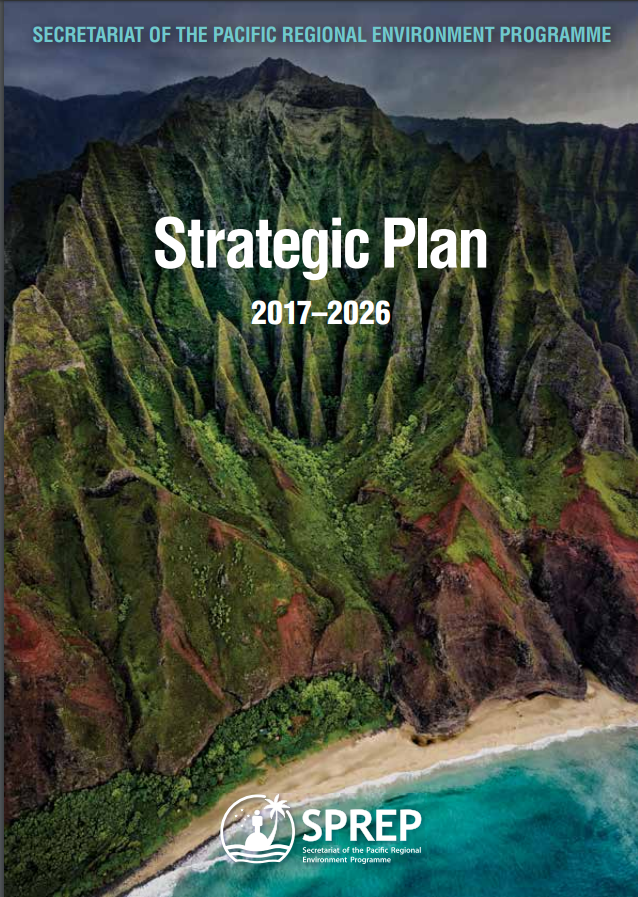 SECRETARIAT OF THE PACIFIC REGIONAL ENVIRONMENT PROGRAMME
Strategic Plan
2017–2026
SPREP
Secretariat of the Pacific Regional
Environment Programme